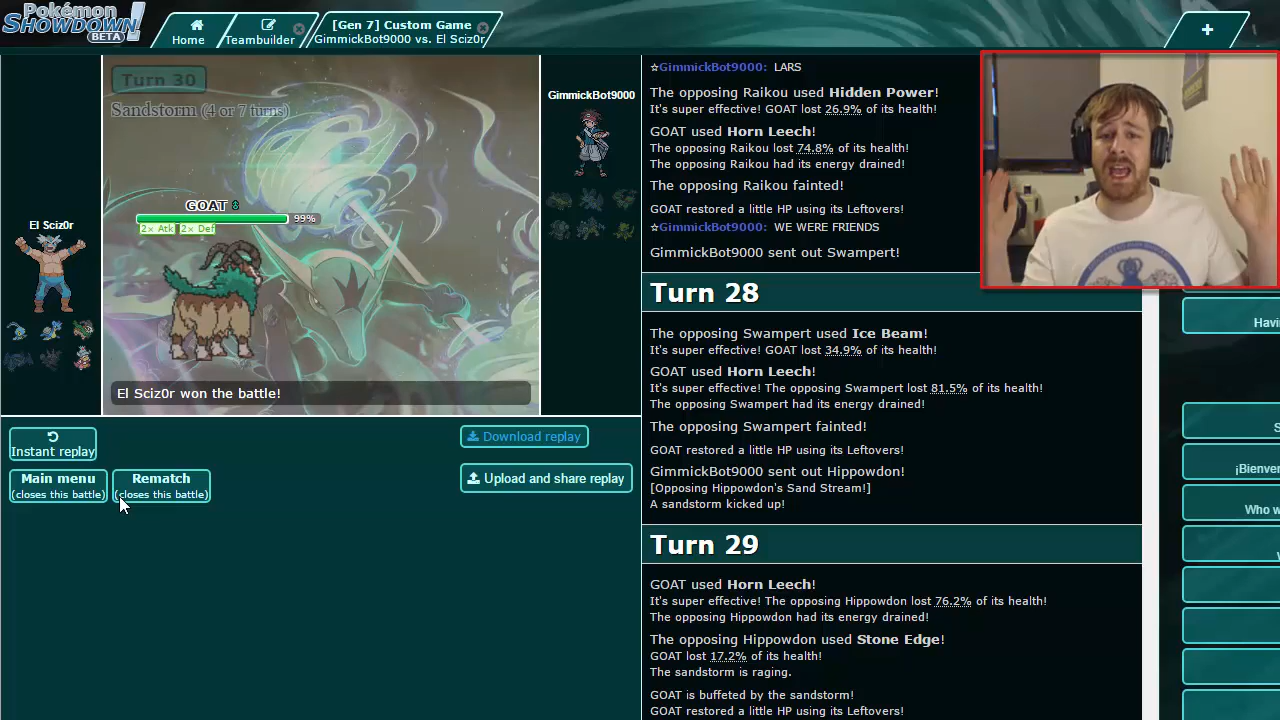 Pokémon
SHOWDOWN!
BETA
Home
Teambuilder
[Gen 7] Custom Game
GimmickBot9000 vs. El Sciz0r
+
Turn 30
Sandstorm (4 or 7 turns)
GOAT
99%
2× Atk 2× Def
El Sciz0r
GimmickBot9000
El Sciz0r won the battle!
Instant replay
Download replay
Main menu
(closes this battle)
Rematch
(closes this battle)
Upload and share replay
☆GimmickBot9000: LARS
The opposing Raikou used Hidden Power!
It's super effective! GOAT lost 26.9% of its health!
GOAT used Horn Leech!
The opposing Raikou lost 74.8% of its health!
The opposing Raikou had its energy drained!
The opposing Raikou fainted!
GOAT restored a little HP using its Leftovers!
☆GimmickBot9000: WE WERE FRIENDS
GimmickBot9000 sent out Swampert!
Turn 28
The opposing Swampert used Ice Beam!
It's super effective! GOAT lost 34.9% of its health!
GOAT used Horn Leech!
It's super effective! The opposing Swampert lost 81.5% of its health!
The opposing Swampert had its energy drained!
The opposing Swampert fainted!
GOAT restored a little HP using its Leftovers!
GimmickBot9000 sent out Hippowdon!
[Opposing Hippowdon's Sand Stream!]
A sandstorm kicked up!
Turn 29
GOAT used Horn Leech!
It's super effective! The opposing Hippowdon lost 76.2% of its health!
The opposing Hippowdon had its energy drained!
The opposing Hippowdon used Stone Edge!
GOAT lost 17.2% of its health!
The sandstorm is raging.
GOAT is buffeted by the sandstorm!
GOAT restored a little HP using its Leftovers!
Havi
S
¡Bienve
Who w